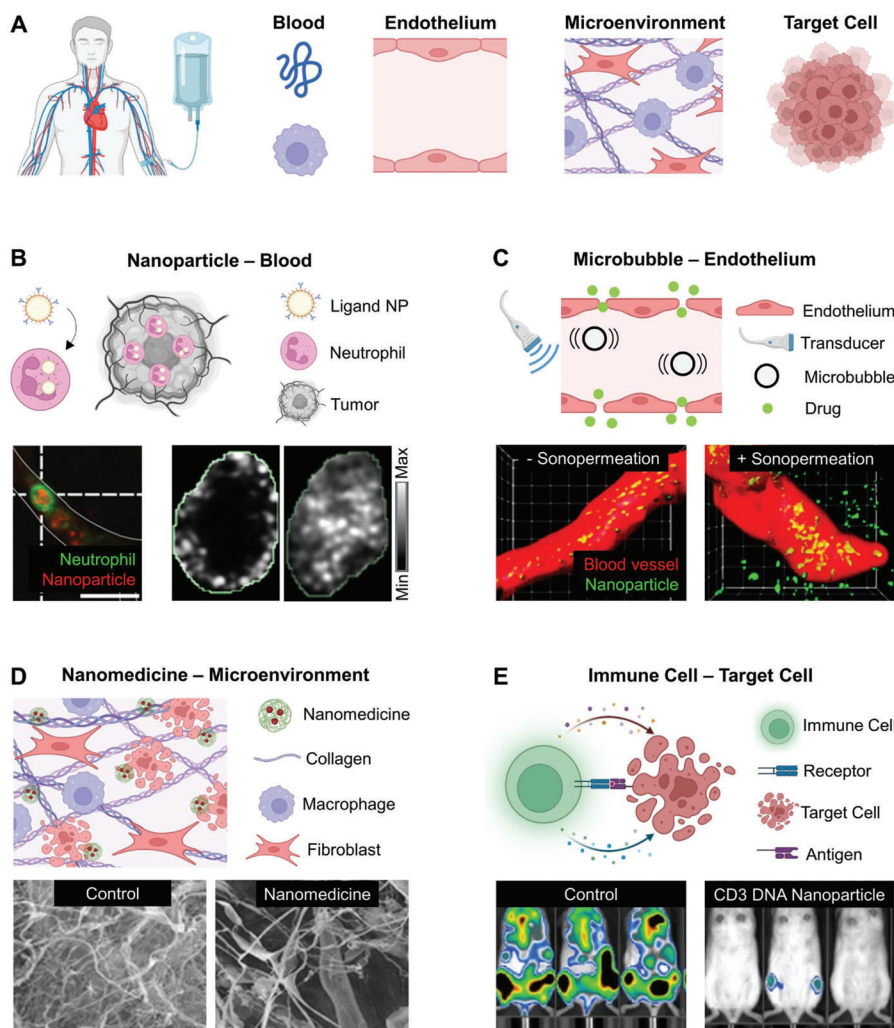 A
Blood
Endothelium
Microenvironment
Target Cell
B
Nanoparticle – Blood
Ligand NP
Neutrophil
Tumor
Neutrophil
Nanoparticle
Max
Min
C
Microbubble – Endothelium
Endothelium
Transducer
Microbubble
Drug
- Sonopermeation
+ Sonopermeation
Blood vessel
Nanoparticle
D
Nanomedicine – Microenvironment
Nanomedicine
Collagen
Macrophage
Fibroblast
Control
Nanomedicine
E
Immune Cell – Target Cell
Immune Cell
Receptor
Target Cell
Antigen
Control
CD3 DNA Nanoparticle